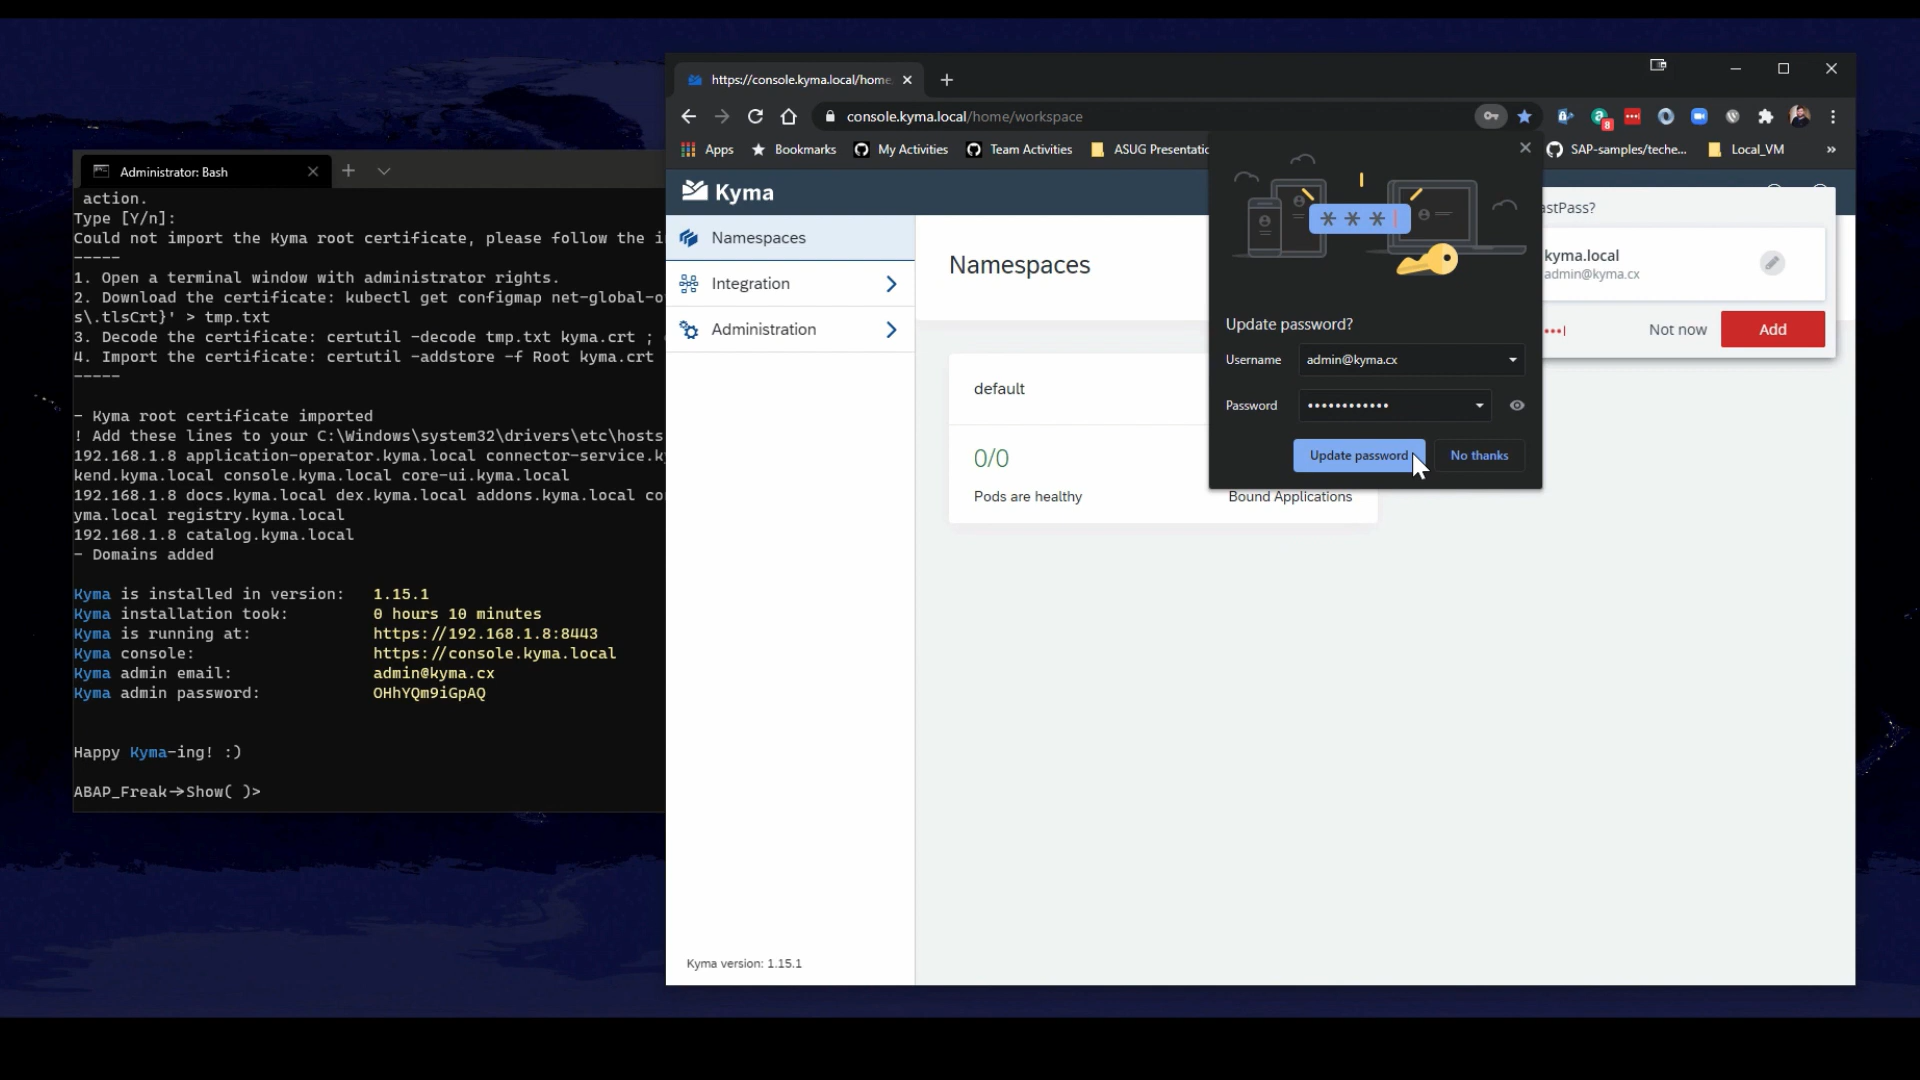 Administrator: Bash
action.
Type [Y/n]:
Could not import the Kyma root certificate, please follow the i
-----
1. Open a terminal window with administrator rights.
2. Download the certificate: kubectl get configmap net-global-o
s\.tlsCrt}' > tmp.txt
3. Decode the certificate: certutil -decode tmp.txt kyma.crt ;
4. Import the certificate: certutil -addstore -f Root kyma.crt
-----
- Kyma root certificate imported
! Add these lines to your C:\Windows\system32\drivers\etc\hosts
192.168.1.8 application-operator.kyma.local connector-service.k
kend.kyma.local console.kyma.local core-ui.kyma.local
192.168.1.8 docs.kyma.local dex.kyma.local addons.kyma.local co
yma.local registry.kyma.local
192.168.1.8 catalog.kyma.local
- Domains added
Kyma is installed in version: 1.15.1
Kyma installation took: 0 hours 10 minutes
Kyma is running at: https://192.168.1.8:8443
Kyma console: https://console.kyma.local
Kyma admin email: admin@kyma.cx
Kyma admin password: OHhYQm9iGpAQ
Happy Kyma-ing! :)
ABAP_Freak→Show( )>
https://console.kyma.local/home
console.kyma.local/home/workspace
8
Apps Bookmarks My Activities Team Activities ASUG Presentatio SAP-samples/teche... Local_VM »
Kyma
Namespaces
Integration
Administration
Kyma version: 1.15.1
Namespaces
default
0/0
Pods are healthy
Bound Applications
* * *
Update password?
Username admin@kyma.cx
Password ••••••••••••
Update password No thanks
astPass?
kyma.local
admin@kyma.cx
•••| Not now Add